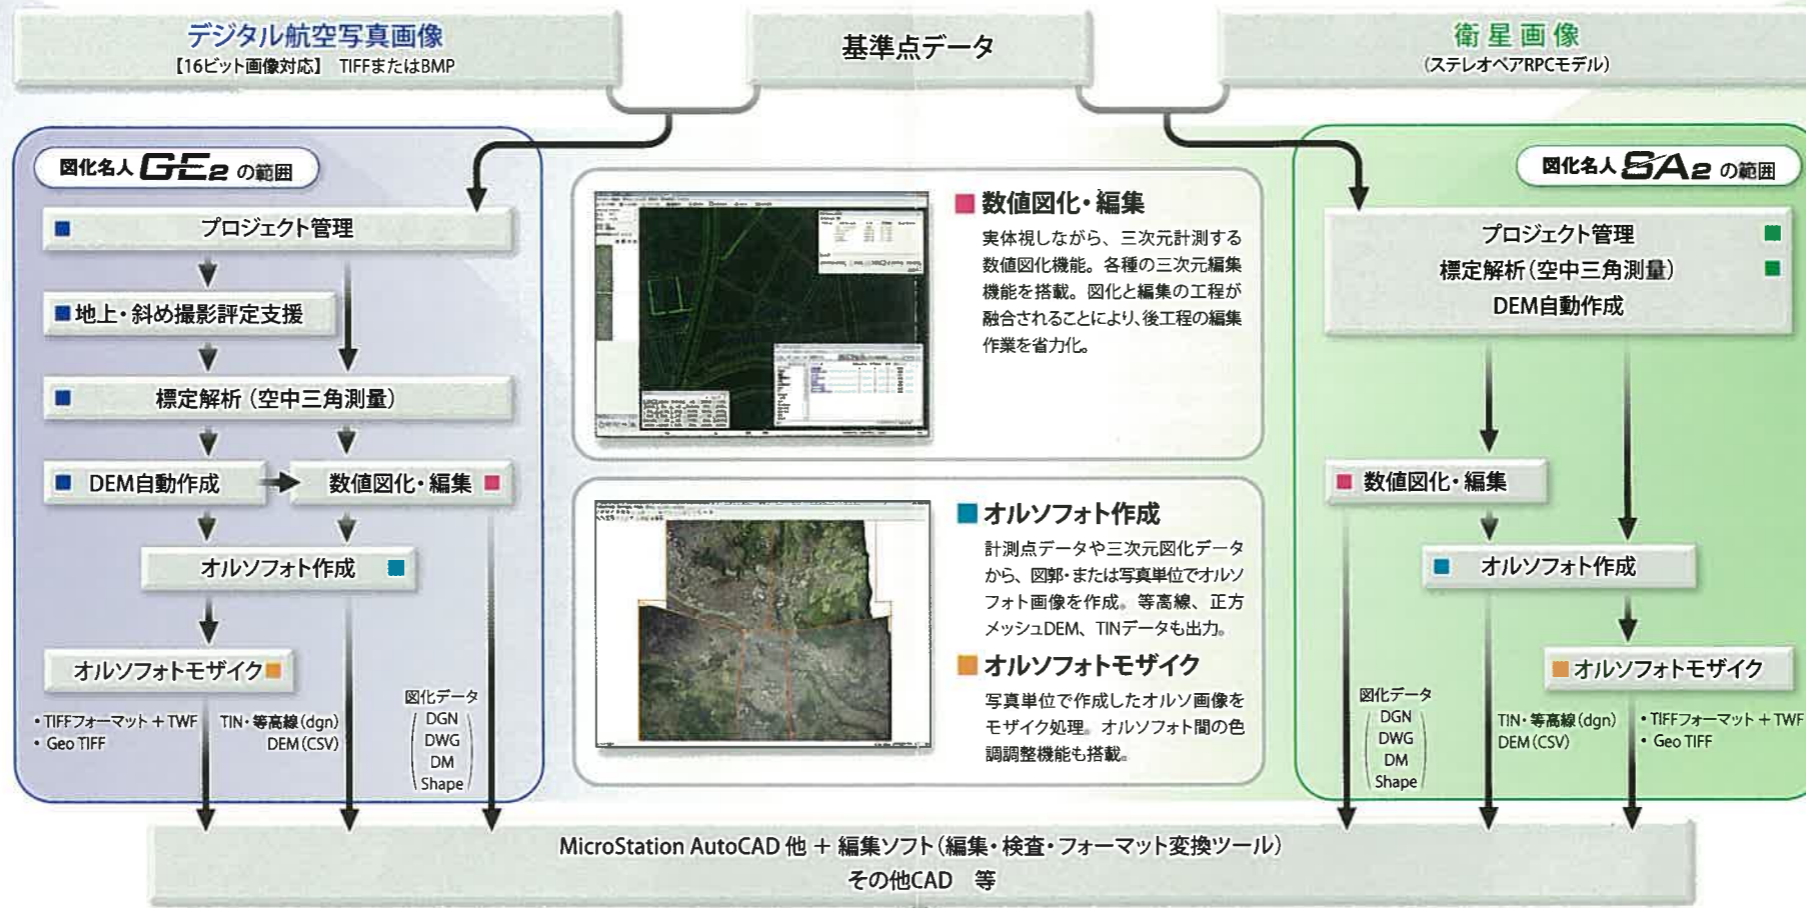 デジタル航空写真画像
【16ビット画像対応】 TIFFまたはBMP
基準点データ
衛星画像
(ステレオペアRPCモデル)
図化名人 GE2 の範囲
プロジェクト管理
地上・斜め撮影評定支援
標定解析（空中三角測量）
DEM自動作成
数値図化・編集
オルソフォト作成
オルソフォトモザイク
・TIFFフォーマット + TWF
・Geo TIFF
TIN・等高線(dgn)
DEM(CSV)
図化データ
DGN
DWG
DM
Shape
数値図化・編集
実体視しながら、三次元計測する
数値図化機能。各種の三次元編集
機能を搭載。図化と編集の工程が
融合されることにより、後工程の編集
作業を省力化。
オルソフォト作成
計測点データや三次元図化データ
から、図郭・または写真単位でオルソ
フォト画像を作成。等高線、正方
メッシュDEM、TINデータも出力。
オルソフォトモザイク
写真単位で作成したオルソ画像を
モザイク処理。オルソフォト間の色
調調整機能も搭載。
図化名人 SA2 の範囲
プロジェクト管理
標定解析（空中三角測量）
DEM自動作成
数値図化・編集
オルソフォト作成
オルソフォトモザイク
図化データ
DGN
DWG
DM
Shape
TIN・等高線(dgn)
DEM(CSV)
・TIFFフォーマット + TWF
・Geo TIFF
MicroStation AutoCAD 他 ＋ 編集ソフト（編集・検査・フォーマット変換ツール）
その他CAD 等